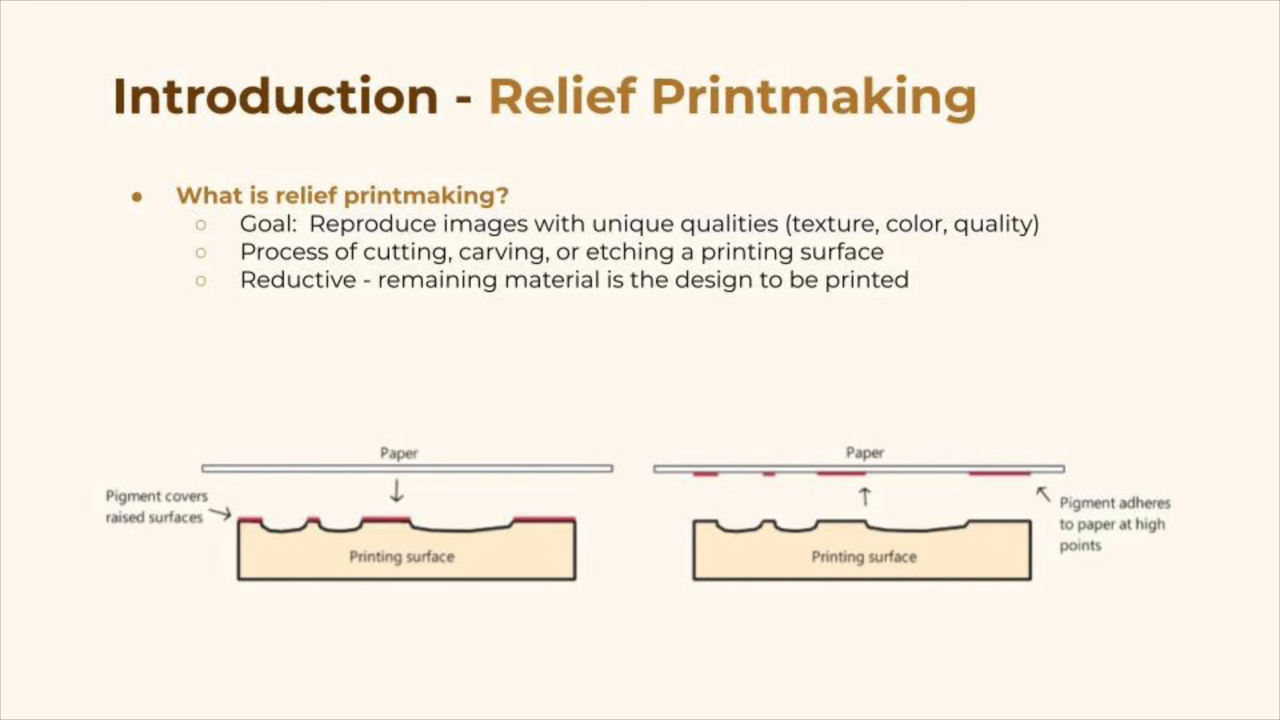 Introduction - Relief Printmaking
● What is relief printmaking?
○ Goal: Reproduce images with unique qualities (texture, color, quality)
○ Process of cutting, carving, or etching a printing surface
○ Reductive - remaining material is the design to be printed
Paper
Pigment covers
raised surfaces
Printing surface
Paper
Pigment adheres
to paper at high
points
Printing surface